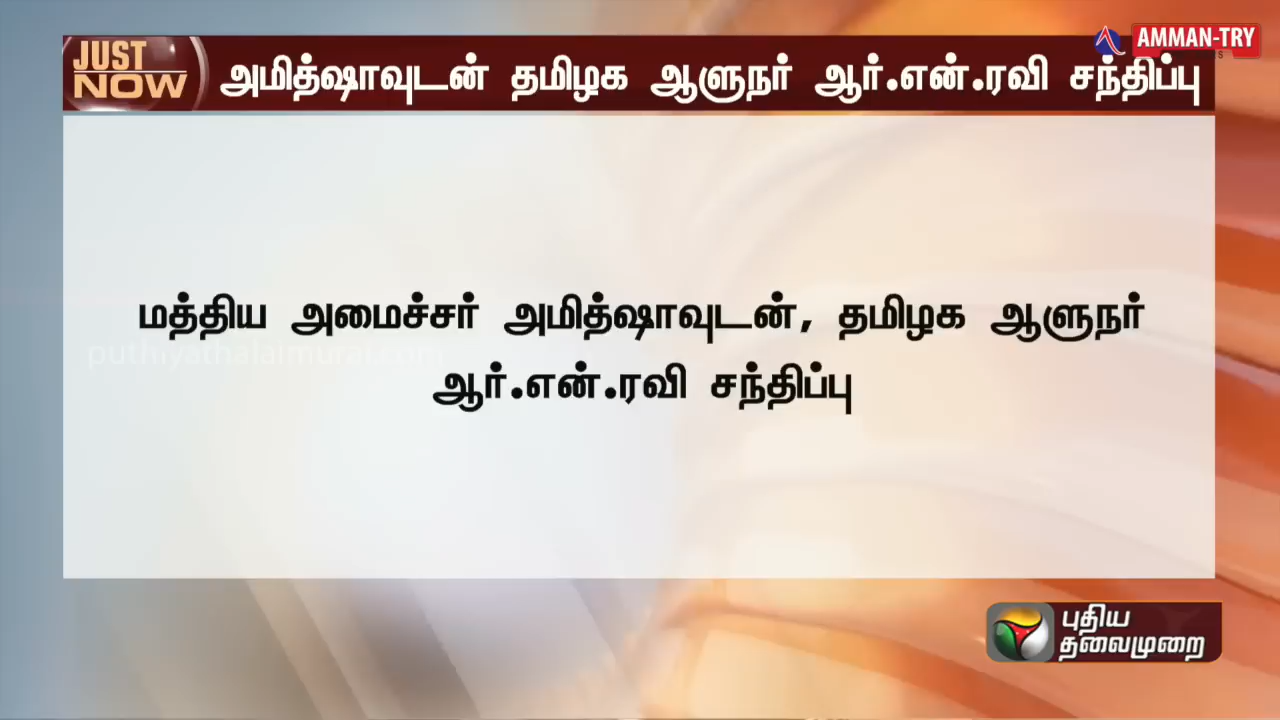 JUST NOW
அமித்ஷாவுடன் தமிழக ஆளுநர் ஆர்.என்.ரவி சந்திப்பு
AMMAN-TRY
மத்திய அமைச்சர் அமித்ஷாவுடன், தமிழக ஆளுநர்
ஆர்.என்.ரவி சந்திப்பு
puthiyathalaimurai.com
புதிய
தலைமுறை